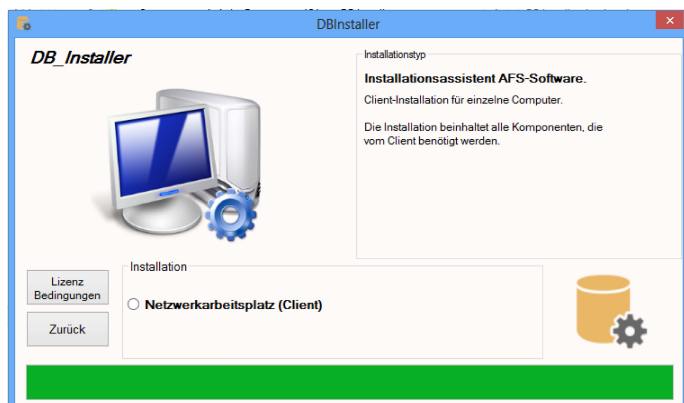 DBInstaller
DB_Installer
Installationstyp
Installationsassistent AFS-Software.
Client-Installation für einzelne Computer.
Die Installation beinhaltet alle Komponenten, die
vom Client benötigt werden.
Lizenz
Bedingungen
Zurück
Installation
Netzwerkarbeitsplatz (Client)